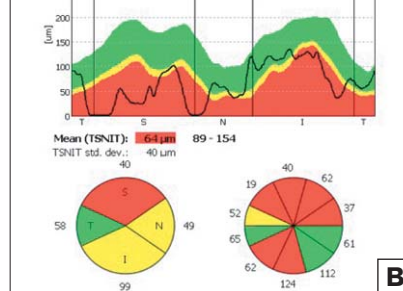 [um]
200
150
100
50
0
T S N I T
Mean (TSNIT): 64 µm 89 - 154
TSNIT std. dev.: 40 µm
40
S
58 T N 49
I
99
40
19 62
52 37
65 61
62 112
124
B